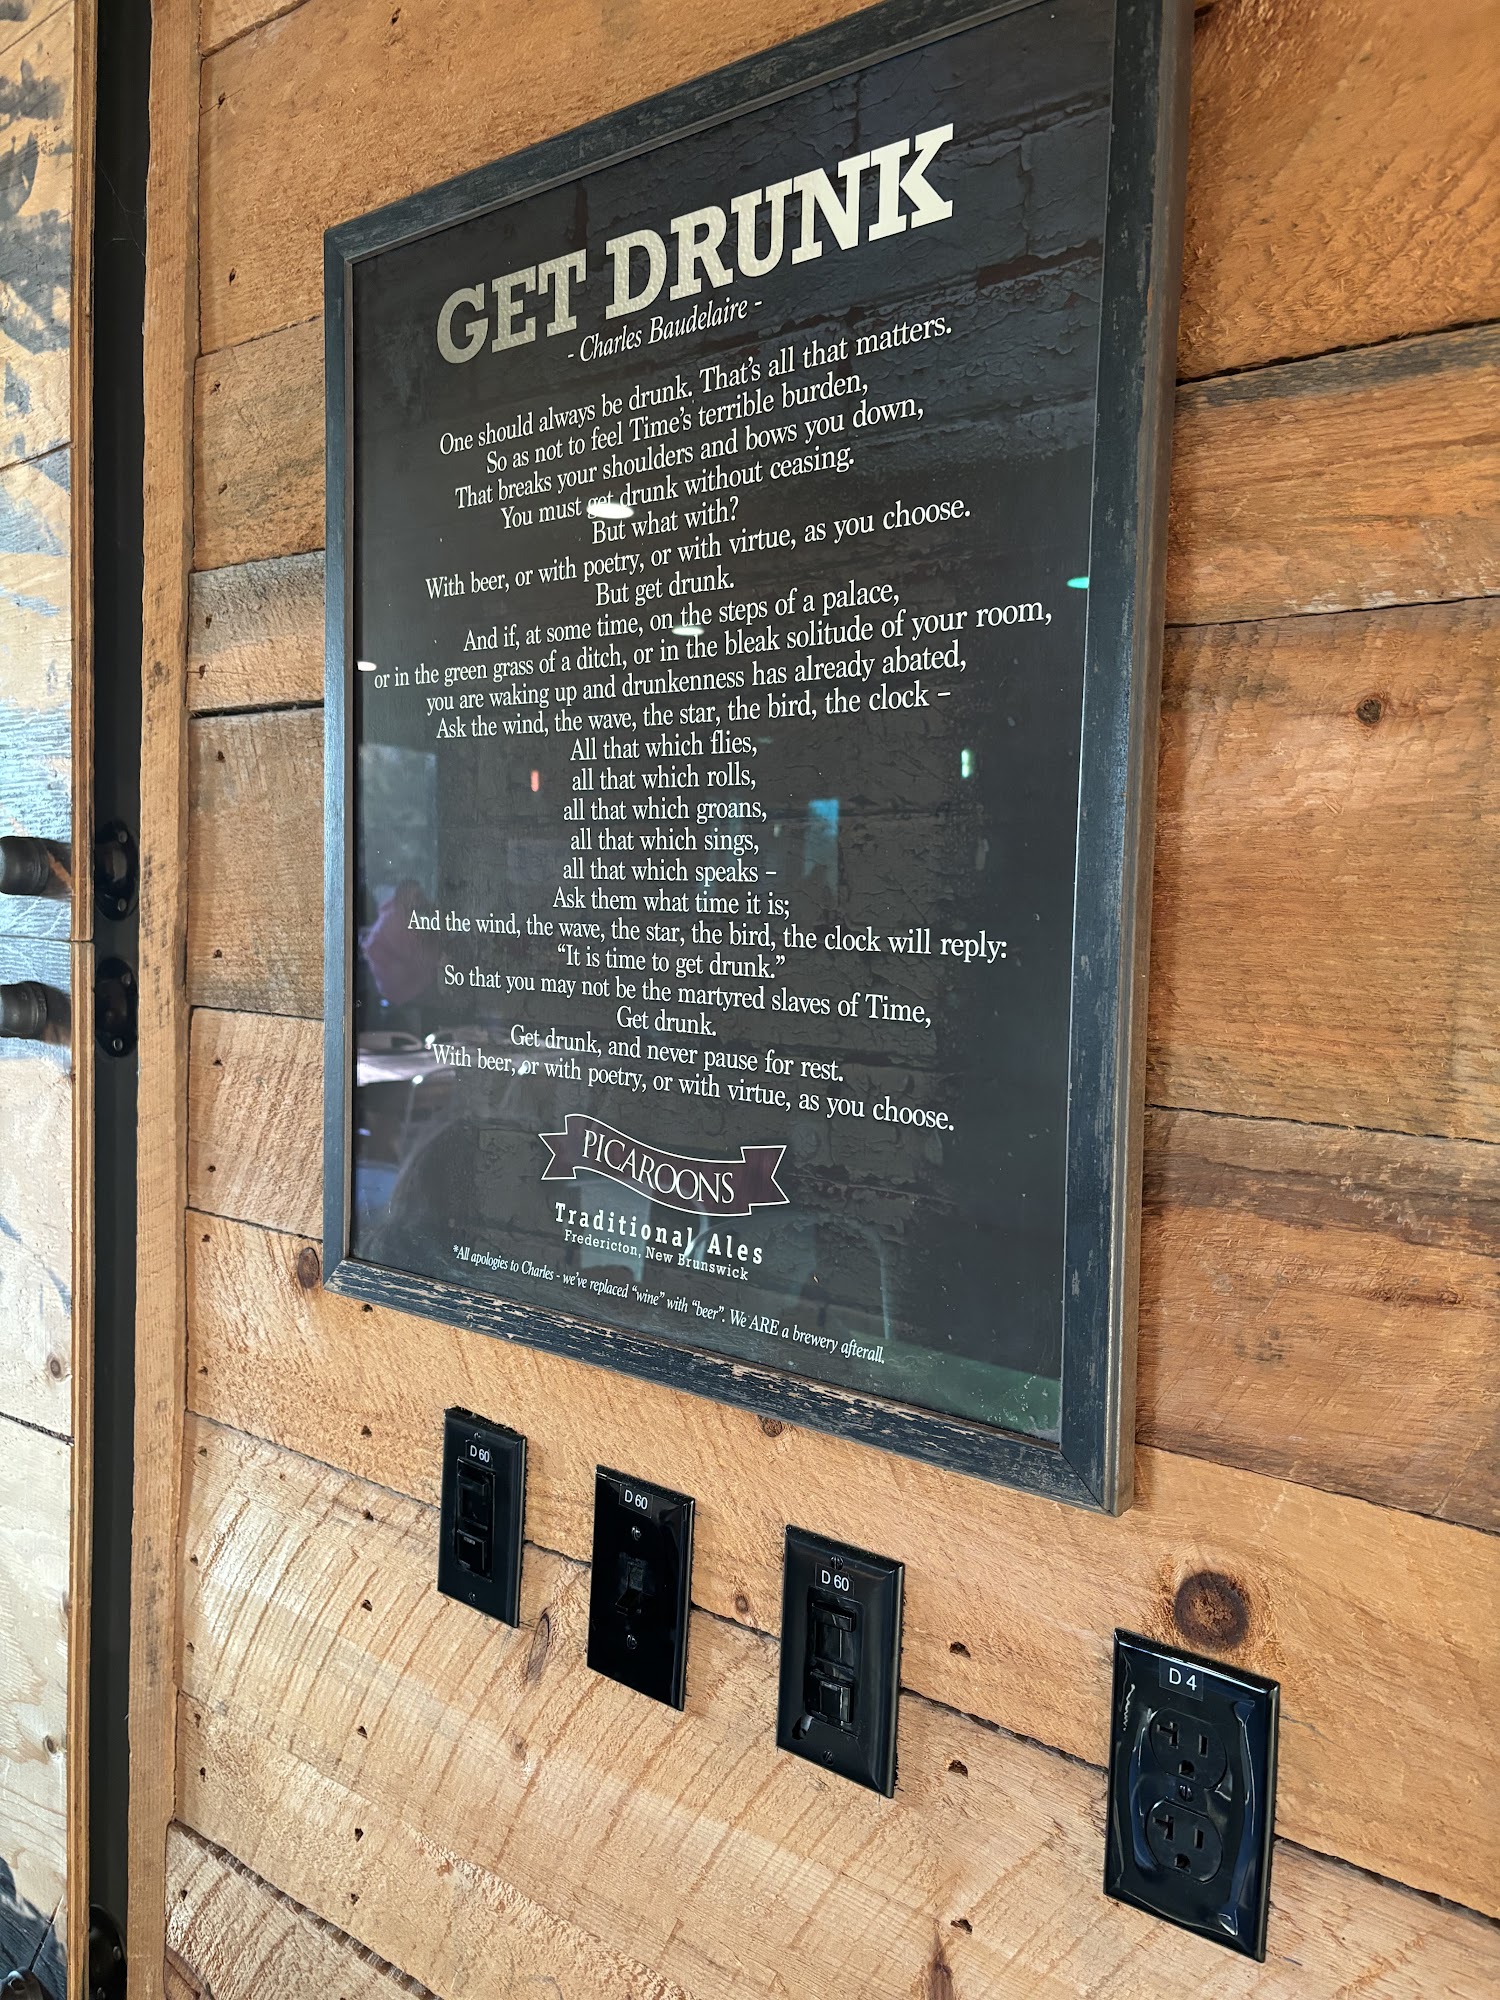 GET DRUNK
- Charles Baudelaire -
One should always be drunk. That's all that matters.
So as not to feel Time's terrible burden,
That breaks your shoulders and bows you down,
You must get drunk without ceasing.
But what with?
With beer, or with poetry, or with virtue, as you choose.
But get drunk.
And if, at some time, on the steps of a palace,
or in the green grass of a ditch, or in the bleak solitude of your room,
you are waking up and drunkenness has already abated,
Ask the wind, the wave, the star, the bird, the clock –
All that which flies,
all that which rolls,
all that which groans,
all that which sings,
all that which speaks –
Ask them what time it is;
And the wind, the wave, the star, the bird, the clock will reply:
“It is time to get drunk.”
So that you may not be the martyred slaves of Time,
Get drunk.
Get drunk, and never pause for rest.
With beer, or with poetry, or with virtue, as you choose.
PICAROONS
Traditional Ales
Fredericton, New Brunswick
*All apologies to Charles - we've replaced “wine” with “beer”. We ARE a brewery afterall.
D 60
D 60
D 60
D 4